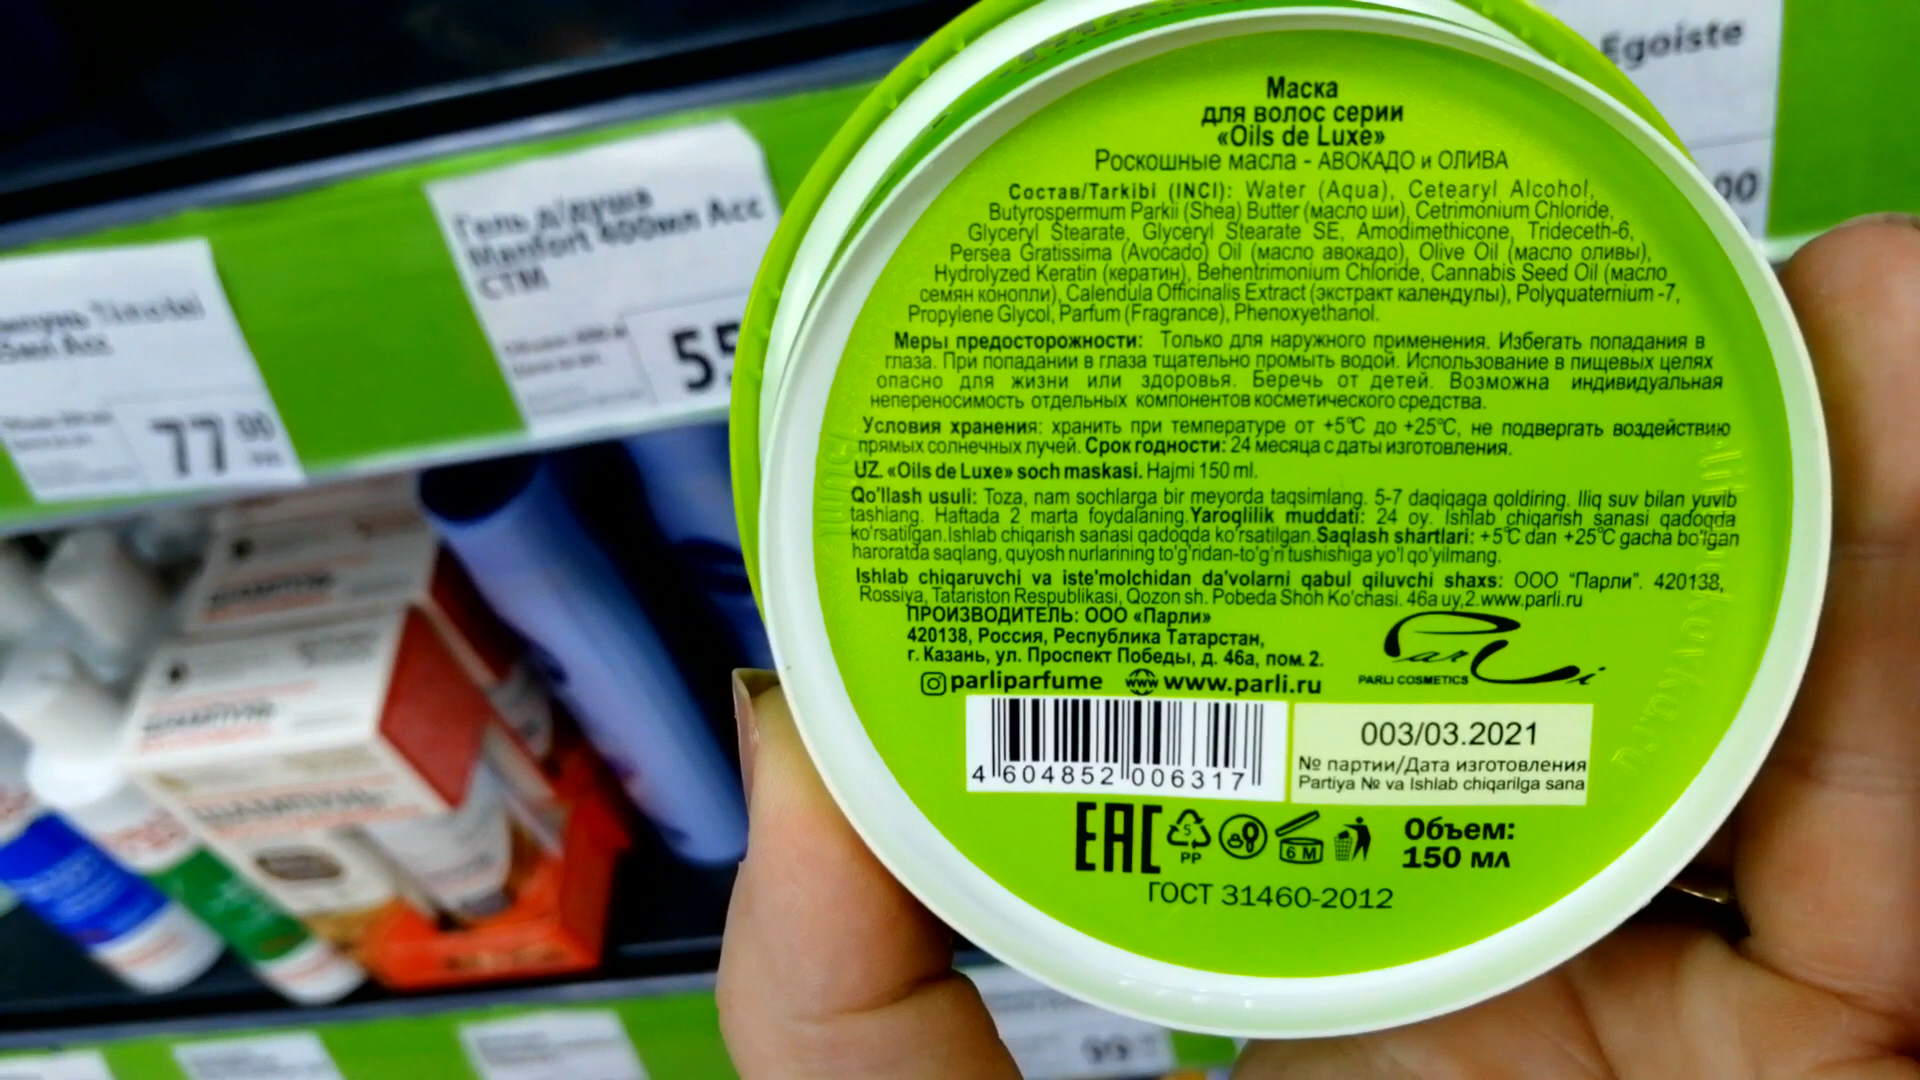 Маска
для волос серии
«Oils de Luxe»
Роскошные масла - АВОКАДО и ОЛИВА
Состав/Tarkibi (INCI): Water (Aqua), Cetearyl Alcohol,
Butyrospermum Parkii (Shea) Butter (масло ши), Cetrimonium Chloride,
Glyceryl Stearate, Glyceryl Stearate SE, Amodimethicone, Trideceth-6,
Persea Gratissima (Avocado) Oil (масло авокадо), Olive Oil (масло оливы),
Hydrolyzed Keratin (кератин), Behentrimonium Chloride, Cannabis Seed Oil (масло
семян конопли), Calendula Officinalis Extract (экстракт календулы), Polyquaternium -7,
Propylene Glycol, Parfum (Fragrance), Phenoxyethanol.
Меры предосторожности: Только для наружного применения. Избегать попадания в
глаза. При попадании в глаза тщательно промыть водой. Использование в пищевых целях
опасно для жизни или здоровья. Беречь от детей. Возможна индивидуальная
непереносимость отдельных компонентов косметического средства.
Условия хранения: хранить при температуре от +5°С до +25°С, не подвергать воздействию
прямых солнечных лучей. Срок годности: 24 месяца с даты изготовления.
UZ. «Oils de Luxe» soch maskasi. Hajmi 150 ml.
Qo'llash usuli: Toza, nam sochlarga bir meyorda taqsimlang. 5-7 daqiqaga qoldiring. Iliq suv bilan yuvib
tashlang. Haftada 2 marta foydalaning. Yaroglilik muddati: 24 oy. Ishlab chiqarish sanasi qadoqda
ko'rsatilgan. Ishlab chiqarish sanasi qadoqda ko'rsatilgan. Saqlash shartlari: +5°C dan +25°C gacha bo'lgan
haroratda saqlang, quyosh nurlarining to'g'ridan-to'g'ri tushishiga yo'l qo'yilmang.
Ishlab chiqaruvchi va iste'molchidan da'volarni qabul qiluvchi shaxs: ООО "Парли". 420138,
Rossiya, Tatariston Respublikasi, Qozon sh. Pobeda Shoh Ko'chasi. 46a uy,2.www.parli.ru
ПРОИЗВОДИТЕЛЬ: ООО «Парли»
420138, Россия, Республика Татарстан,
г. Казань, ул. Проспект Победы, д. 46а, пом. 2.
parliparfume www.parli.ru
Parli
PARLI COSMETICS
4 604852 006317
003/03.2021
№ партии/Дата изготовления
Partiya № va Ishlab chiqarilga sana
EAC
5
PP
6 M
Объем:
150 мл
ГОСТ 31460-2012
Egoiste
00
Гель д/душа
Manfort 400мл Асс
СТМ
55
77 00